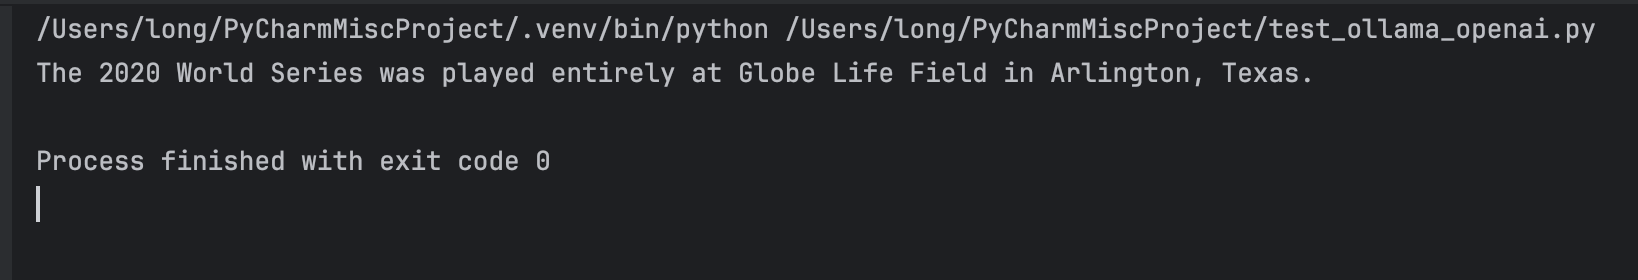 /Users/long/PyCharmMiscProject/.venv/bin/python /Users/long/PyCharmMiscProject/test_ollama_openai.py
The 2020 World Series was played entirely at Globe Life Field in Arlington, Texas.
Process finished with exit code 0